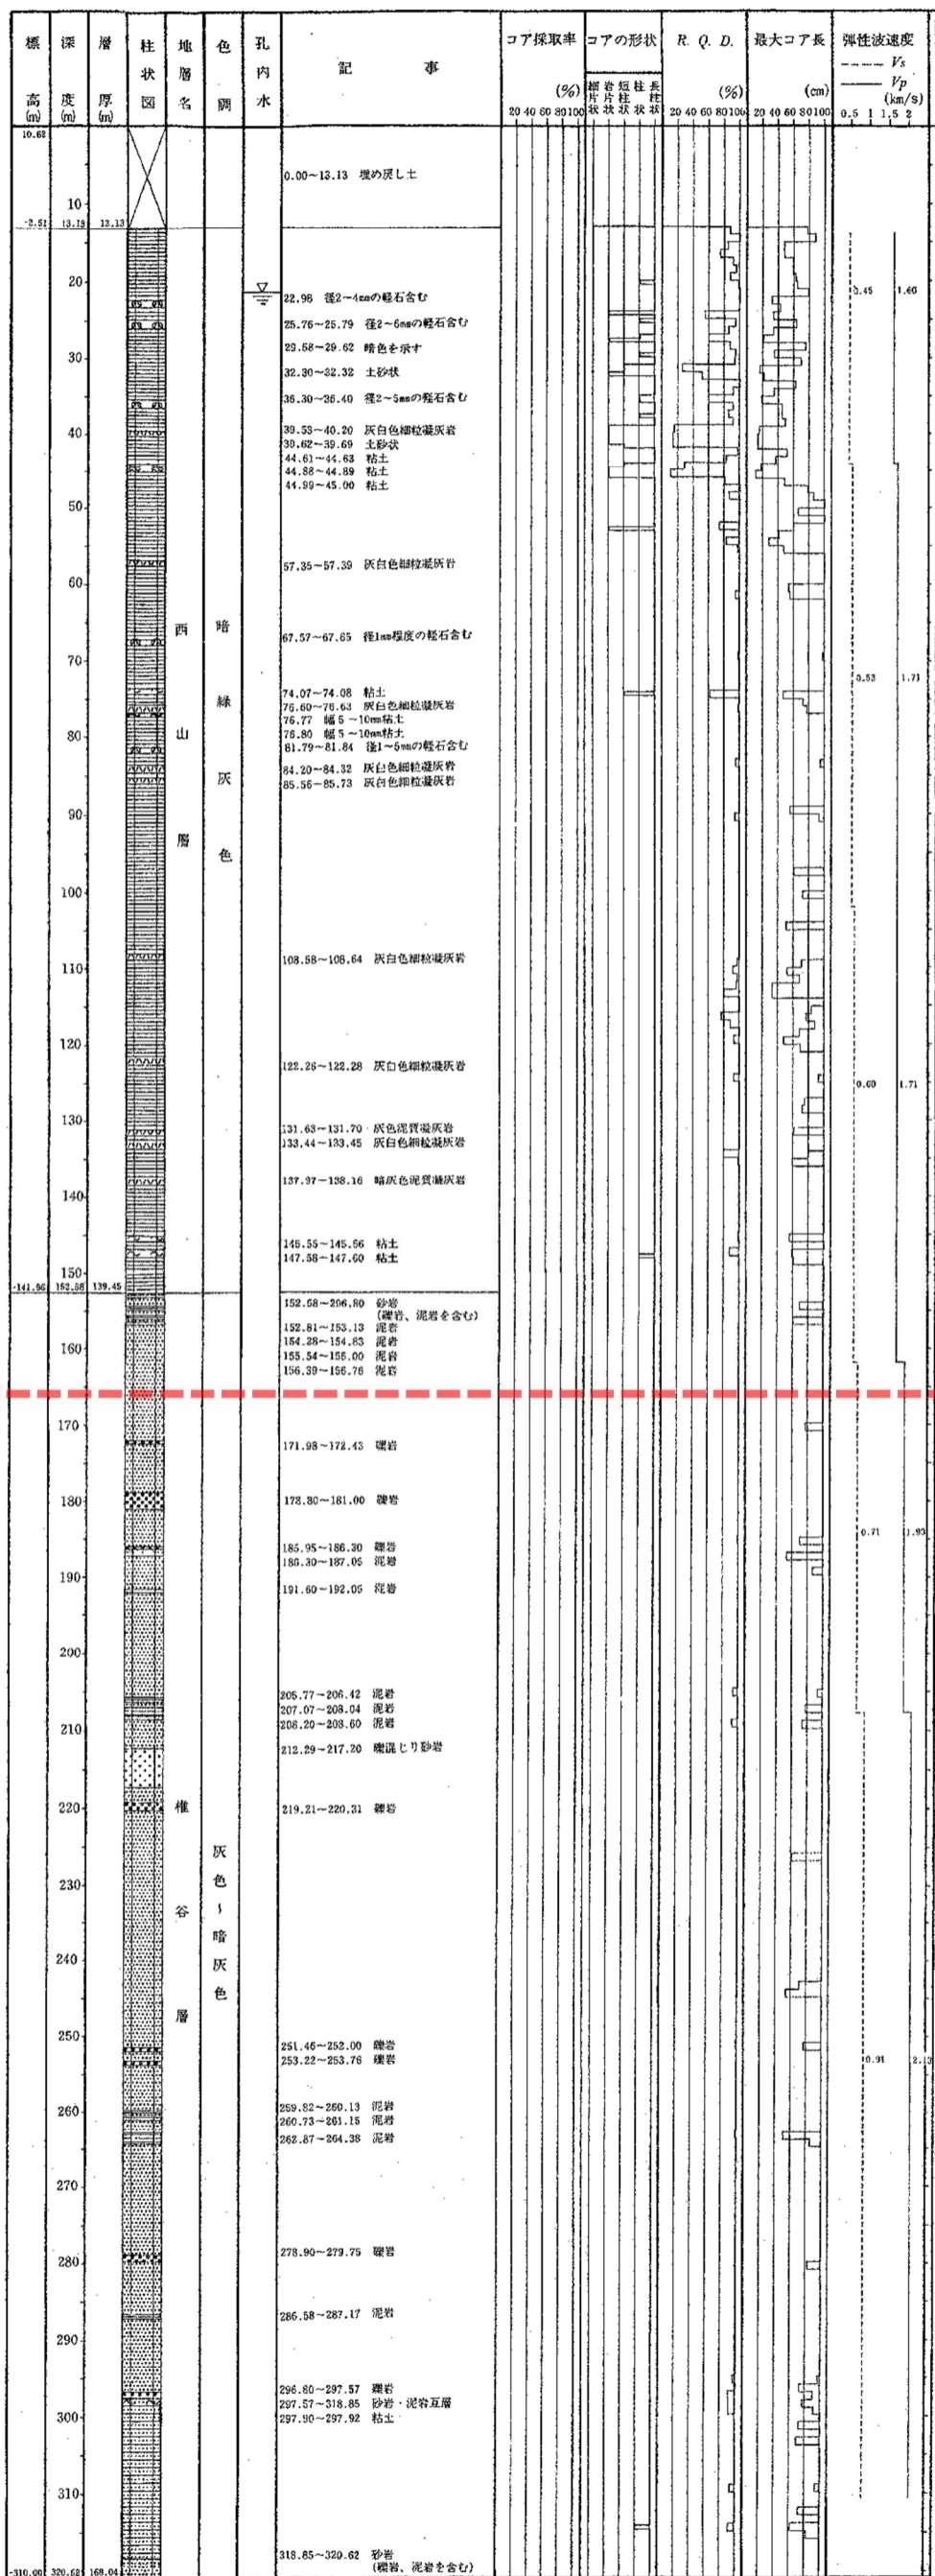 標高(m)
深度(m)
層厚(m)
柱状図
地層名
色調
孔内水
記事
コア採取率
(%)
20 40 60 80 100
コアの形状
細片状
岩片状
短柱状
柱状
長柱状
R. Q. D.
(%)
20 40 60 80 100
最大コア長
(cm)
20 40 60 80 100
弾性波速度
Vs
Vp
(km/s)
0.5 1 1.5 2
10.62
0.00~13.13 埋め戻し土
10
-2.51 13.13 13.13
20
22.98 径2~4mmの軽石含む
25.76~25.79 径2~6mmの軽石含む
29.58~29.62 暗色を示す
30
32.30~32.32 土砂状
36.30~36.40 径2~5mmの軽石含む
39.53~40.20 灰白色細粒凝灰岩
40
39.62~39.69 土砂状
44.61~44.63 粘土
44.88~44.89 粘土
44.99~45.00 粘土
50
57.35~57.39 灰白色細粒凝灰岩
60
67.57~67.65 径1mm程度の軽石含む
70
74.07~74.08 粘土
76.60~76.63 灰白色細粒凝灰岩
76.77 幅5~10mm粘土
76.80 幅5~10mm粘土
80
81.79~81.84 径1~5mmの軽石含む
84.20~84.32 灰白色細粒凝灰岩
85.56~85.73 灰白色細粒凝灰岩
90
100
108.58~108.64 灰白色細粒凝灰岩
110
120
122.26~122.28 灰白色細粒凝灰岩
130
131.63~131.70 灰色泥質凝灰岩
133.44~133.45 灰白色細粒凝灰岩
137.97~138.16 暗灰色泥質凝灰岩
140
145.55~145.56 粘土
147.58~147.60 粘土
150
-141.96 152.58 139.45
152.58~296.80 砂岩
(礫岩、泥岩を含む)
152.81~153.13 泥岩
154.28~154.83 泥岩
155.54~156.00 泥岩
156.39~156.76 泥岩
160
170
171.98~172.43 礫岩
180
178.80~181.00 礫岩
185.95~186.30 礫岩
186.30~187.05 泥岩
190
191.60~192.05 泥岩
200
205.77~206.42 泥岩
207.07~208.04 泥岩
208.20~208.60 泥岩
210
212.29~217.20 礫混じり砂岩
220
219.21~220.31 礫岩
230
240
250
251.46~252.00 礫岩
253.22~253.76 礫岩
260
259.82~260.13 泥岩
260.73~261.15 泥岩
262.87~264.38 泥岩
270
278.90~279.75 礫岩
280
286.58~287.17 泥岩
290
296.80~297.57 礫岩
297.57~318.85 砂岩・泥岩互層
297.90~297.92 粘土
300
310
318.85~320.62 砂岩
(礫岩、泥岩を含む)
-310.00 320.62 168.04
西山層
暗緑灰色
椎谷層
灰色~暗灰色
0.45 1.60
0.53 1.71
0.60 1.71
0.71 1.93
0.91 2.13